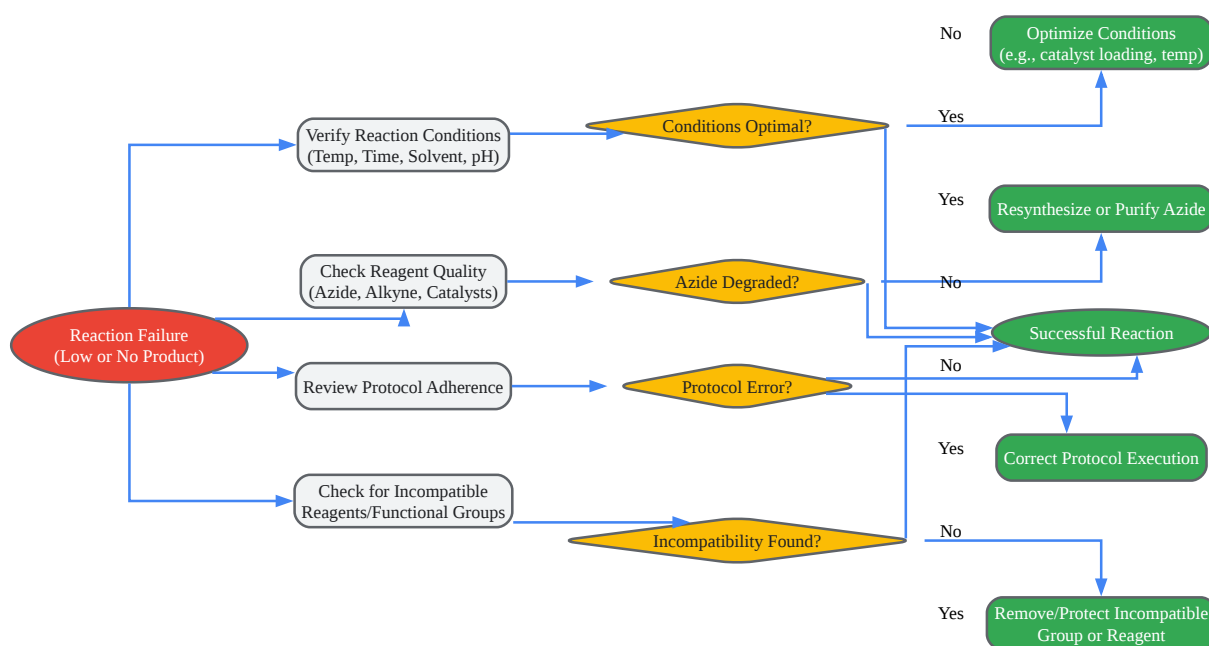 No
Optimize Conditions
(e.g., catalyst loading, temp)
Verify Reaction Conditions
(Temp, Time, Solvent, pH)
Conditions Optimal?
Yes
Yes
Resynthesize or Purify Azide
Check Reagent Quality
(Azide, Alkyne, Catalysts)
Azide Degraded?
No
Reaction Failure
(Low or No Product)
Successful Reaction
Review Protocol Adherence
Protocol Error?
No
Yes
Correct Protocol Execution
Check for Incompatible
Reagents/Functional Groups
Incompatibility Found?
No
Yes
Remove/Protect Incompatible
Group or Reagent